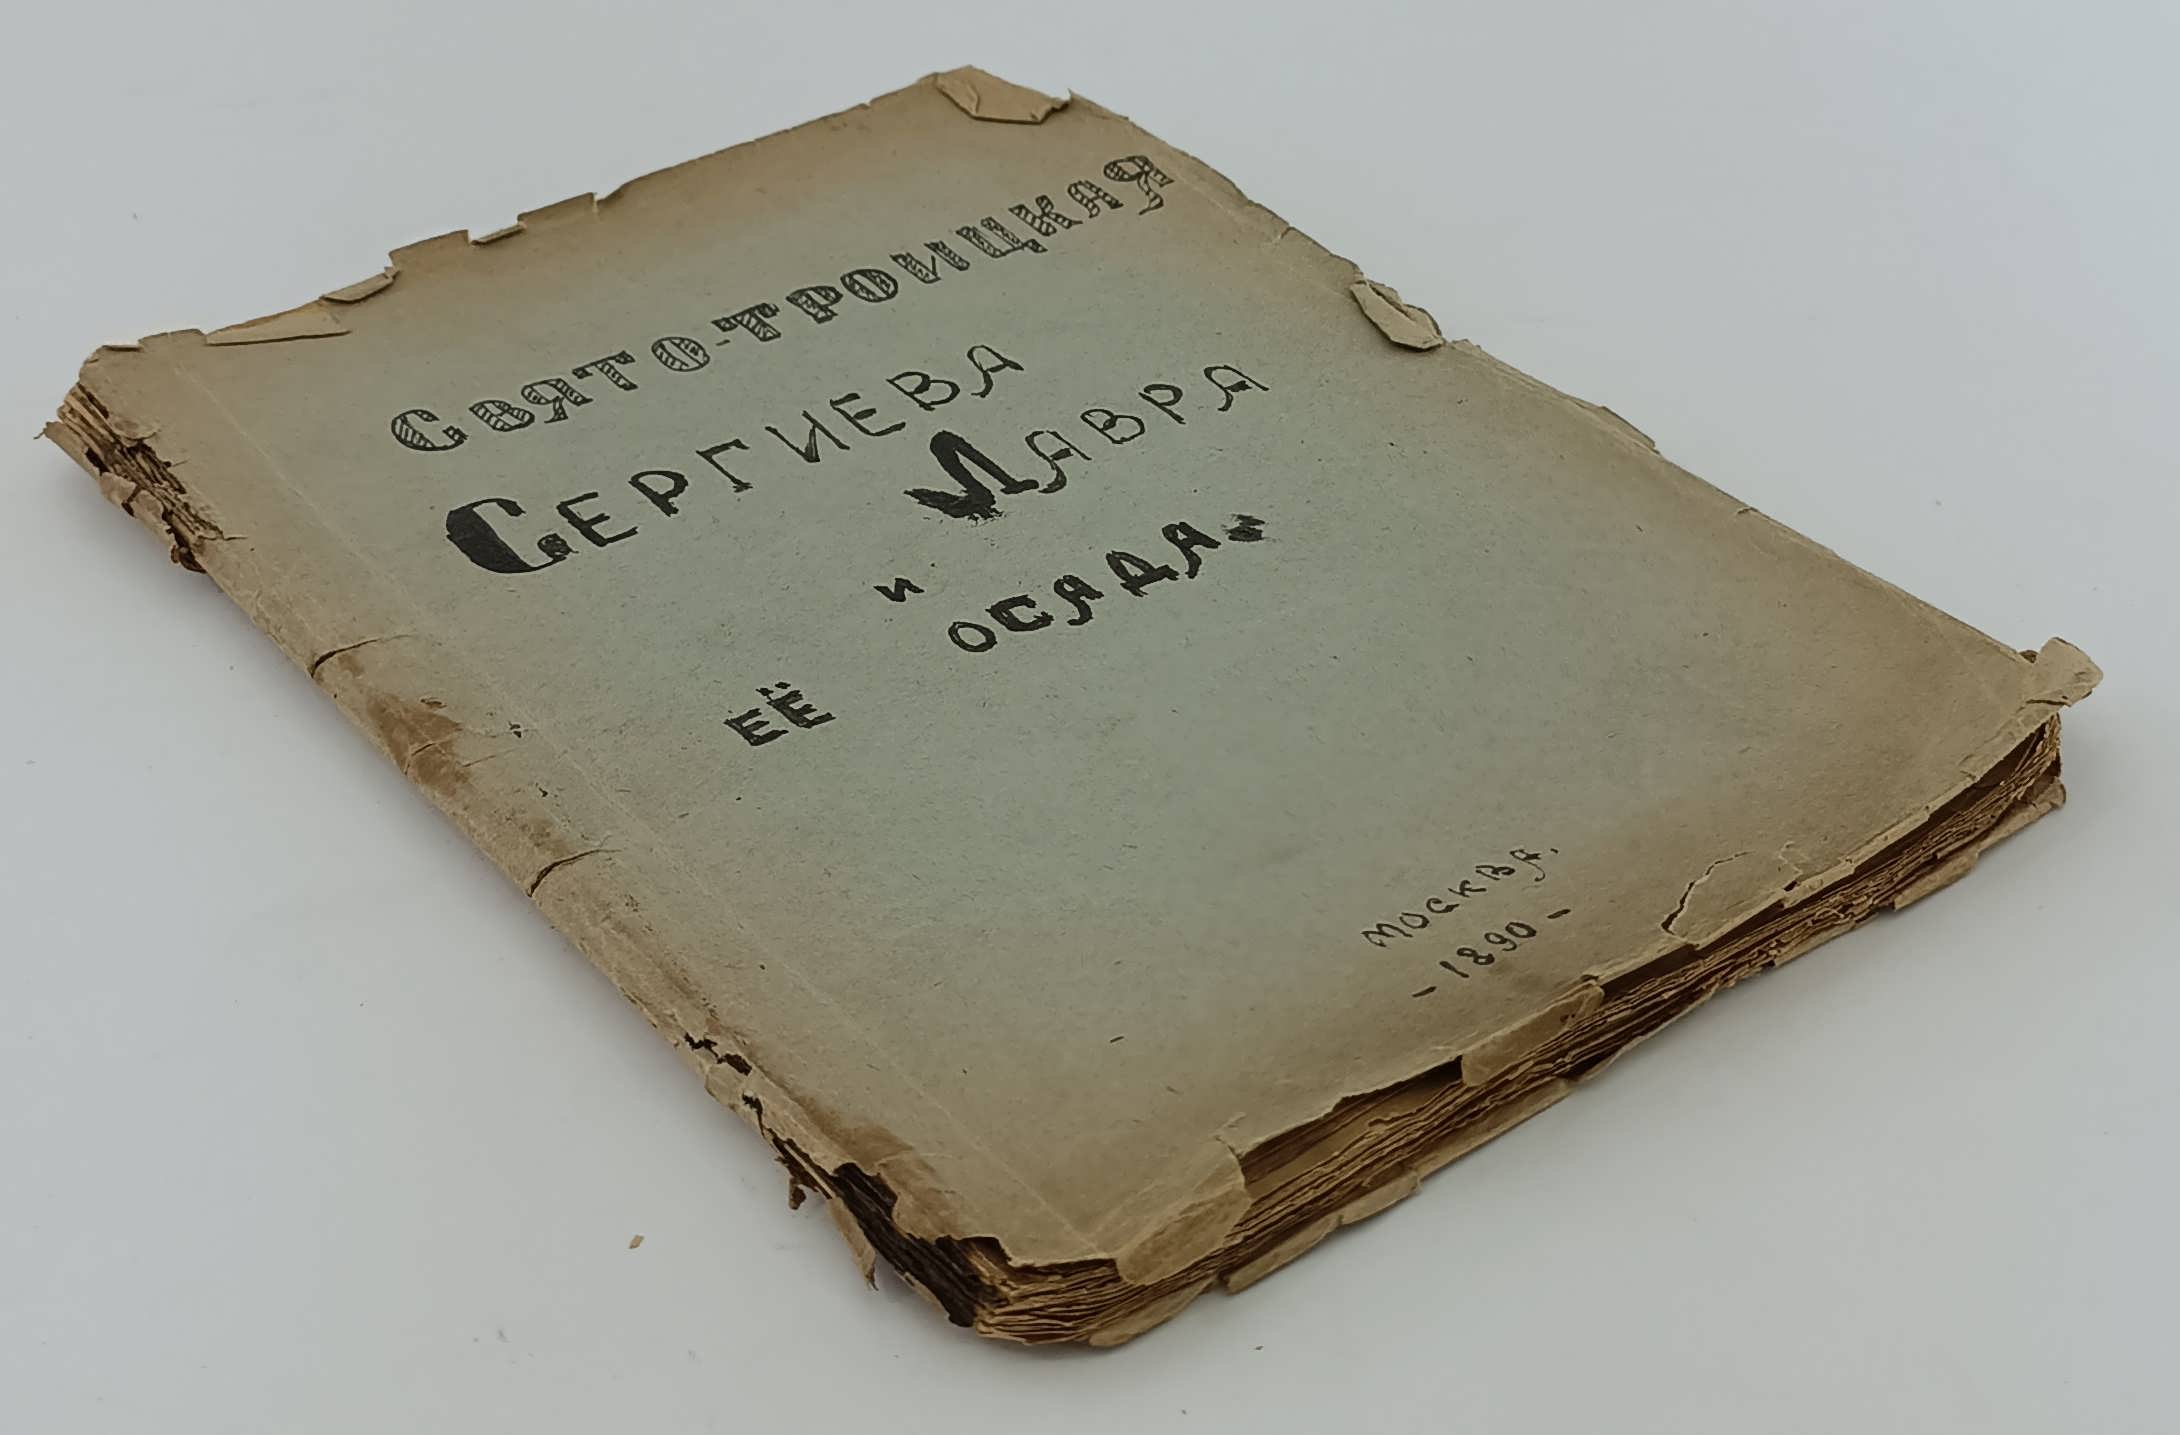 Свято-Троицкая
Сергиева Лавра
и
её осада.
Москва.
-1890-